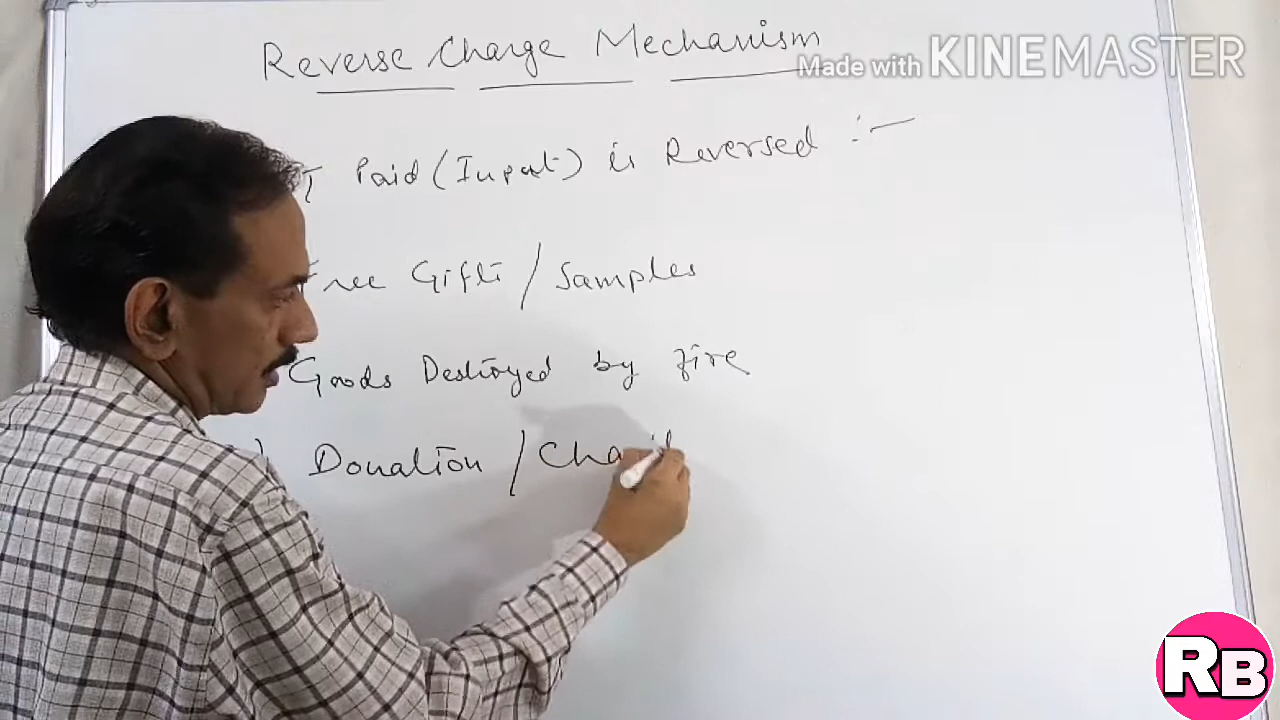 Reverse Charge Mechanism
Made with KINEMASTER
T Paid (Input) is Reversed :-
Free Gifts / Samples
Goods Destroyed by fire
) Donation / Cha
RB